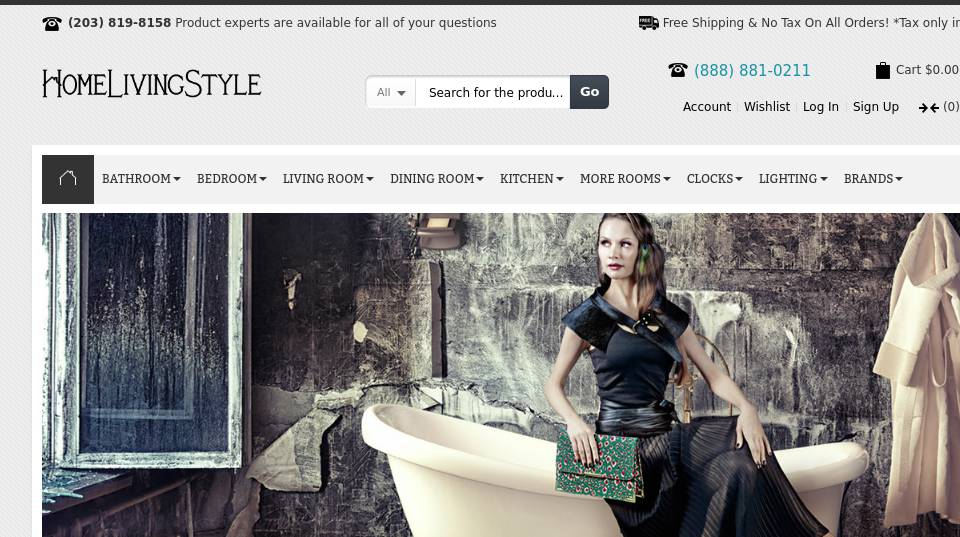 (203) 819-8158 Product experts are available for all of your questions
FREE Free Shipping & No Tax On All Orders! *Tax only in
HomeLivingStyle
All Search for the produ... Go
(888) 881-0211
Cart $0.00
Account Wishlist Log In Sign Up (0)
BATHROOM BEDROOM LIVING ROOM DINING ROOM KITCHEN MORE ROOMS CLOCKS LIGHTING BRANDS